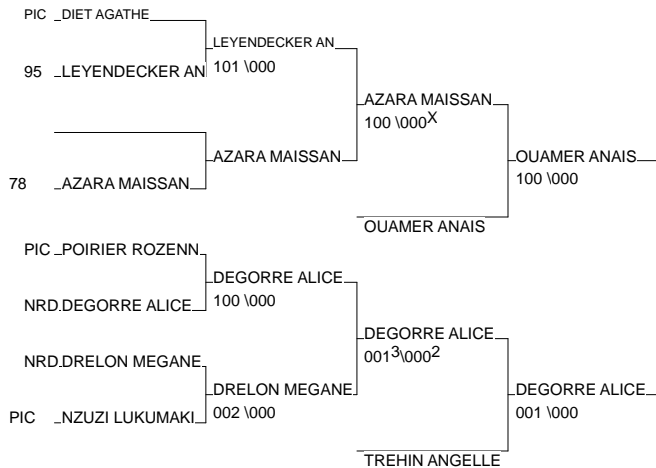 PIC DIET AGATHE
LEYENDECKER AN
95 LEYENDECKER AN 101 \000
AZARA MAISSAN
100 \000X
AZARA MAISSAN OUAMER ANAIS
78 AZARA MAISSAN 100 \000
OUAMER ANAIS
PIC POIRIER ROZENN
DEGORRE ALICE
NRD DEGORRE ALICE 100 \000
DEGORRE ALICE
001³\000²
NRD DRELON MEGANE
DRELON MEGANE DEGORRE ALICE
PIC NZUZI LUKUMAKI 002 \000 001 \000
TREHIN ANGELLE